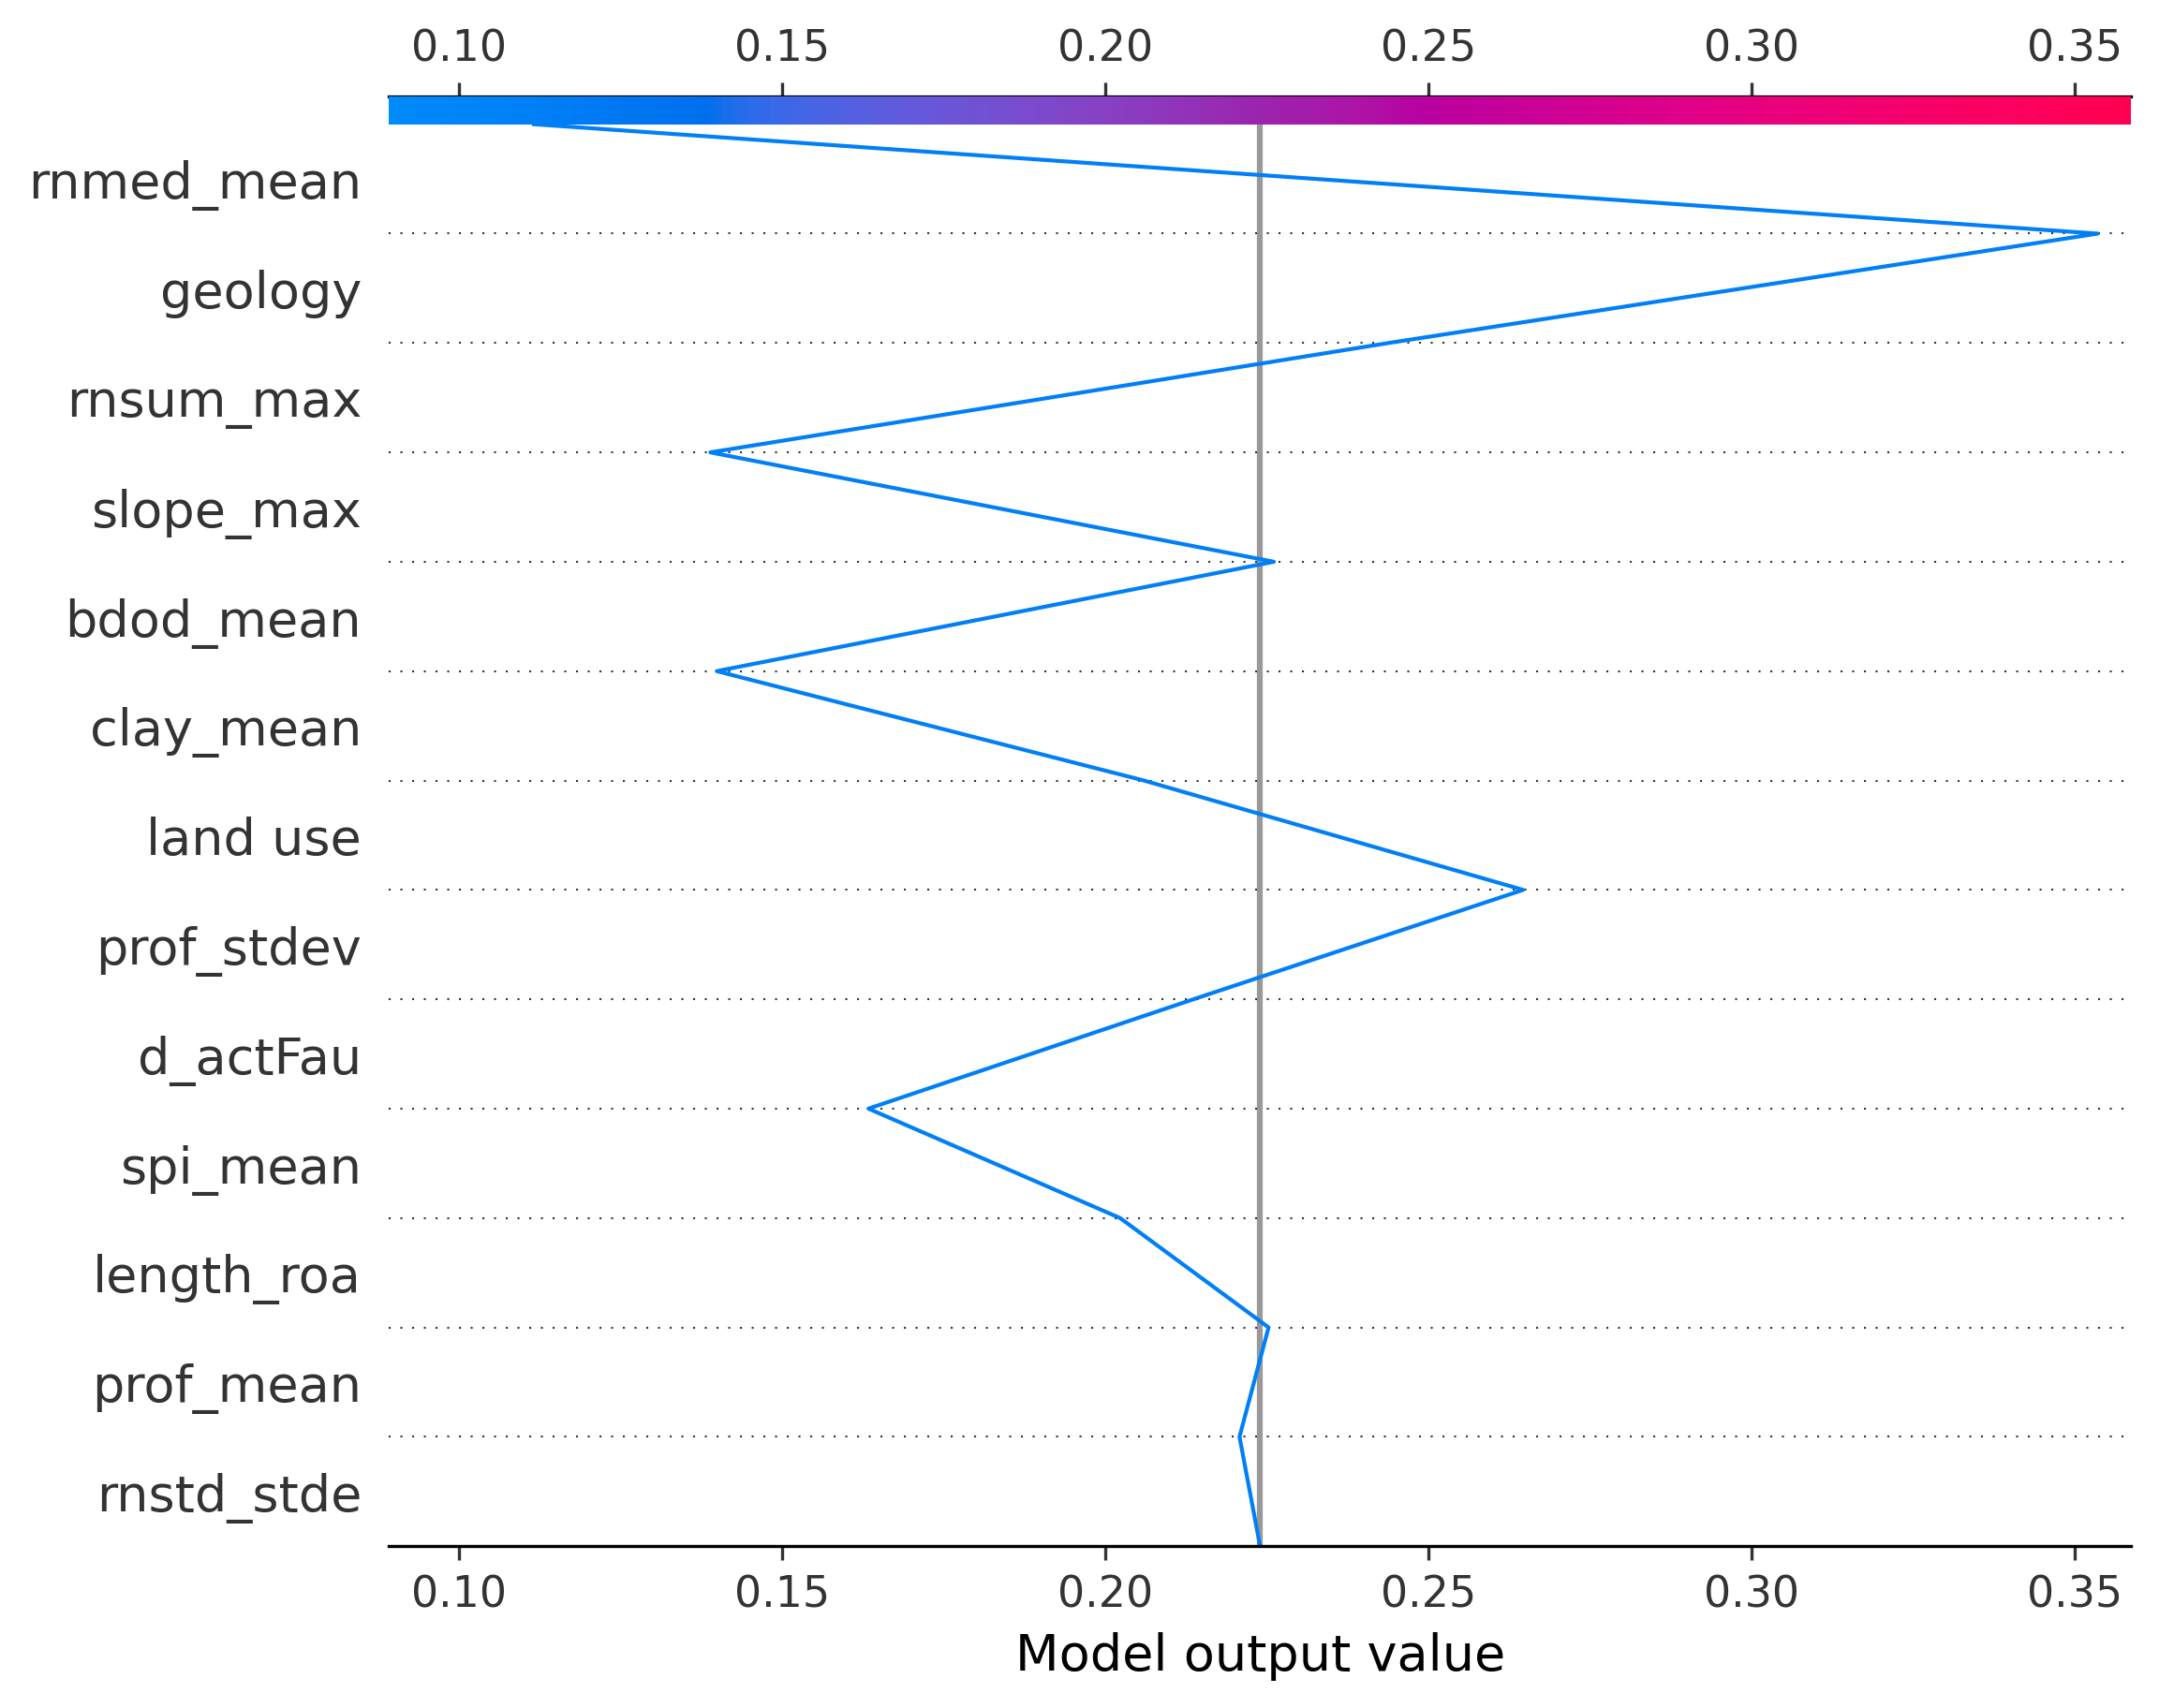 0.10 0.15 0.20 0.25 0.30 0.35
rnmed_mean
geology
rnsum_max
slope_max
bdod_mean
clay_mean
land use
prof_stdev
d_actFau
spi_mean
length_roa
prof_mean
rnstd_stde
0.10 0.15 0.20 0.25 0.30 0.35
Model output value